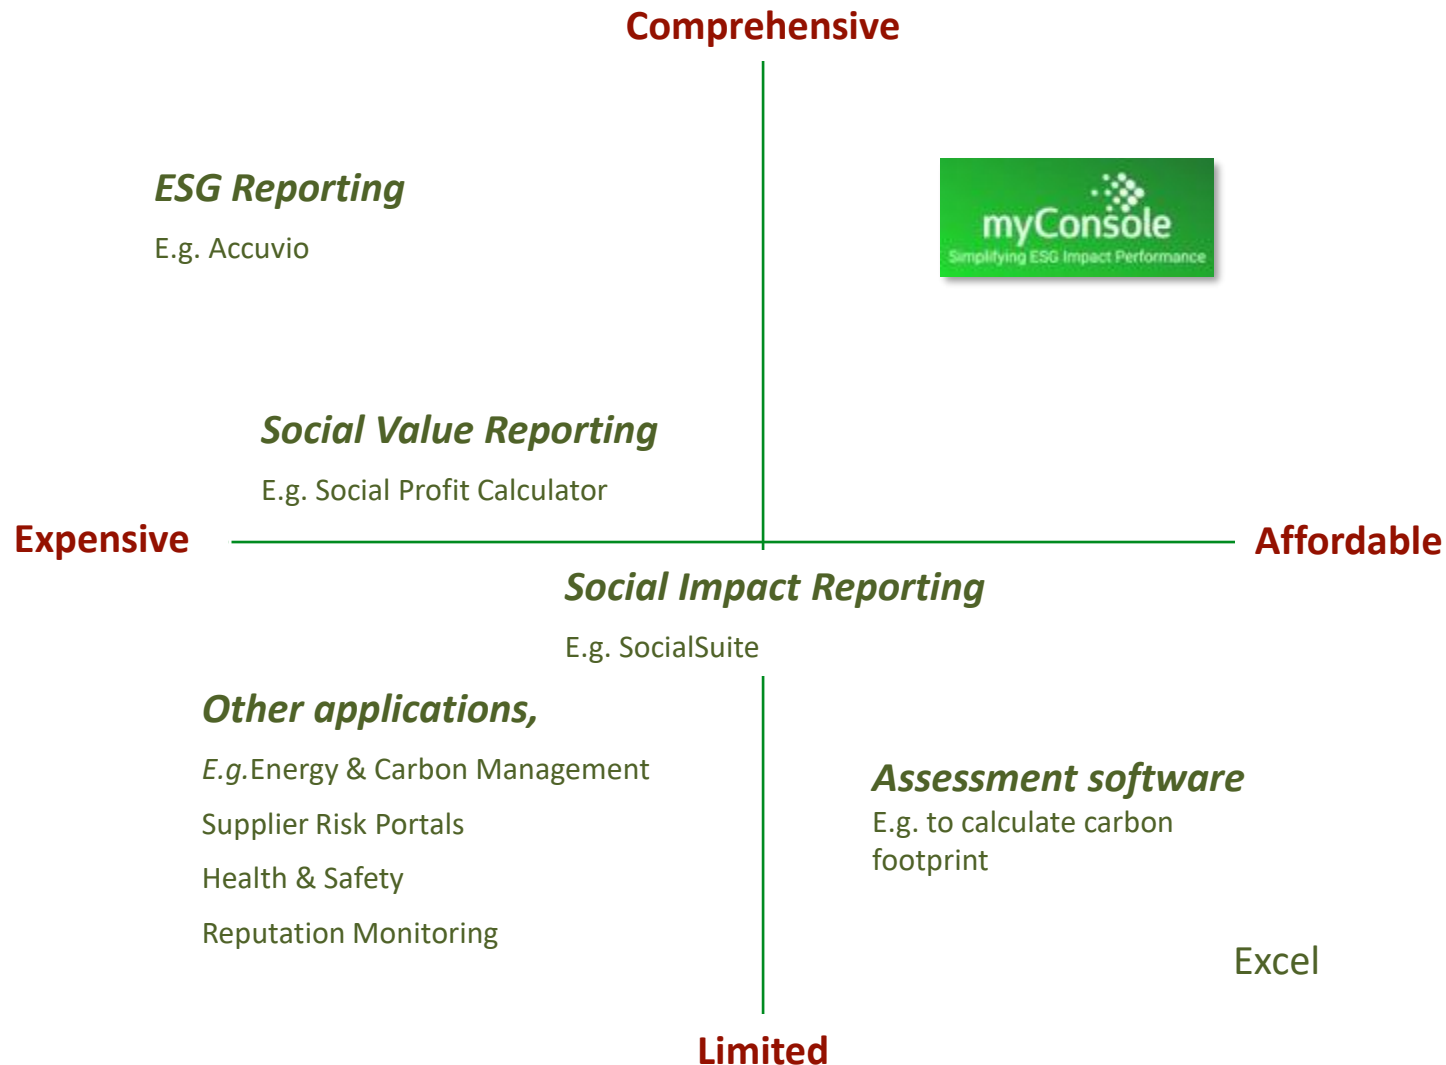 Comprehensive
ESG Reporting
E.g. Accuvio
myConsole
Simplifying ESG Impact Performance
Social Value Reporting
E.g. Social Profit Calculator
Expensive
Affordable
Social Impact Reporting
E.g. SocialSuite
Other applications,
E.g.Energy & Carbon Management
Supplier Risk Portals
Health & Safety
Reputation Monitoring
Assessment software
E.g. to calculate carbon
footprint
Excel
Limited